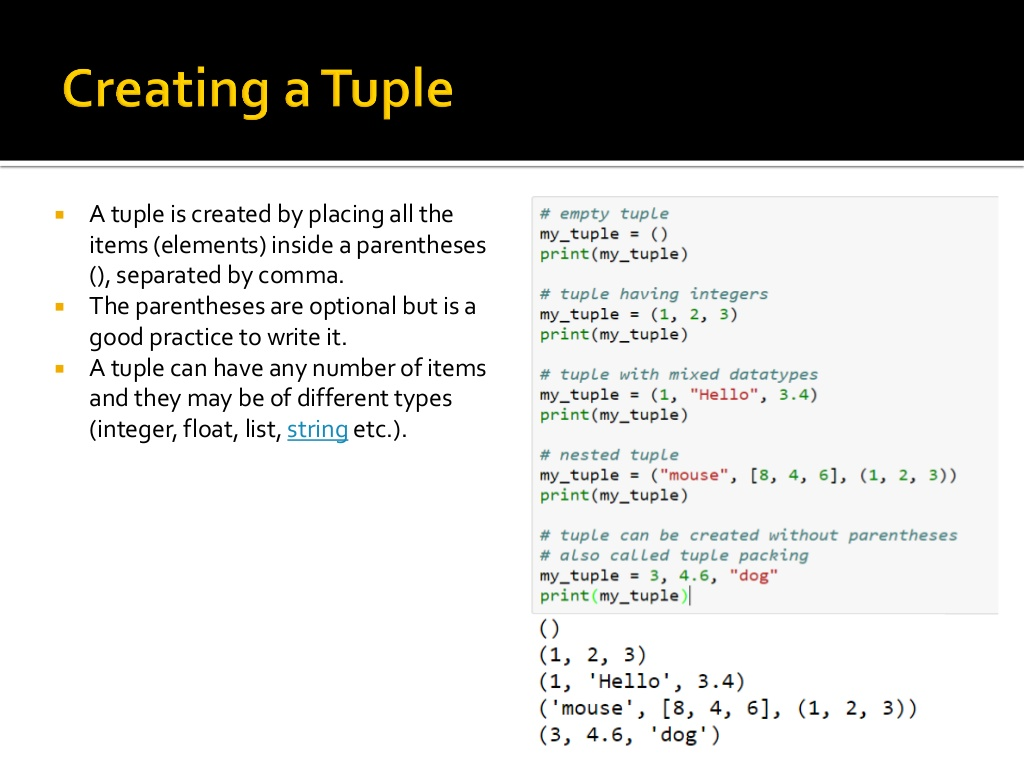 Creating a Tuple
A tuple is created by placing all the
items (elements) inside a parentheses
(), separated by comma.
The parentheses are optional but is a
good practice to write it.
A tuple can have any number of items
and they may be of different types
(integer, float, list, string etc.).
# empty tuple
my_tuple = ()
print(my_tuple)
# tuple having integers
my_tuple = (1, 2, 3)
print(my_tuple)
# tuple with mixed datatypes
my_tuple = (1, "Hello", 3.4)
print(my_tuple)
# nested tuple
my_tuple = ("mouse", [8, 4, 6], (1, 2, 3))
print(my_tuple)
# tuple can be created without parentheses
# also called tuple packing
my_tuple = 3, 4.6, "dog"
print(my_tuple)
()
(1, 2, 3)
(1, 'Hello', 3.4)
('mouse', [8, 4, 6], (1, 2, 3))
(3, 4.6, 'dog')